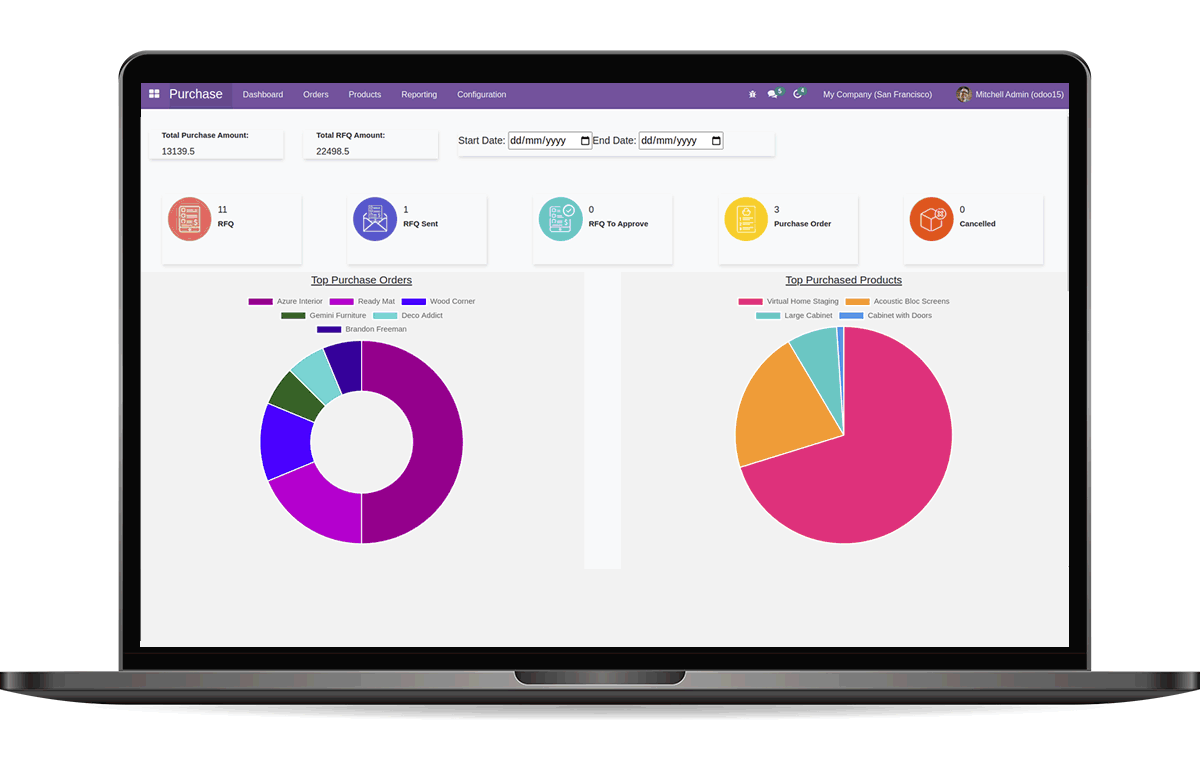 Purchase Dashboard Orders Products Reporting Configuration 5 4 My Company (San Francisco) Mitchell Admin (odoo15)
Total Purchase Amount:
13139.5
Total RFQ Amount:
22498.5
Start Date: dd/mm/yyyy End Date: dd/mm/yyyy
11
RFQ
1
RFQ Sent
0
RFQ To Approve
3
Purchase Order
0
Cancelled
Top Purchase Orders
Azure Interior Ready Mat Wood Corner
Gemini Furniture Deco Addict
Brandon Freeman
Top Purchased Products
Virtual Home Staging Acoustic Bloc Screens
Large Cabinet Cabinet with Doors